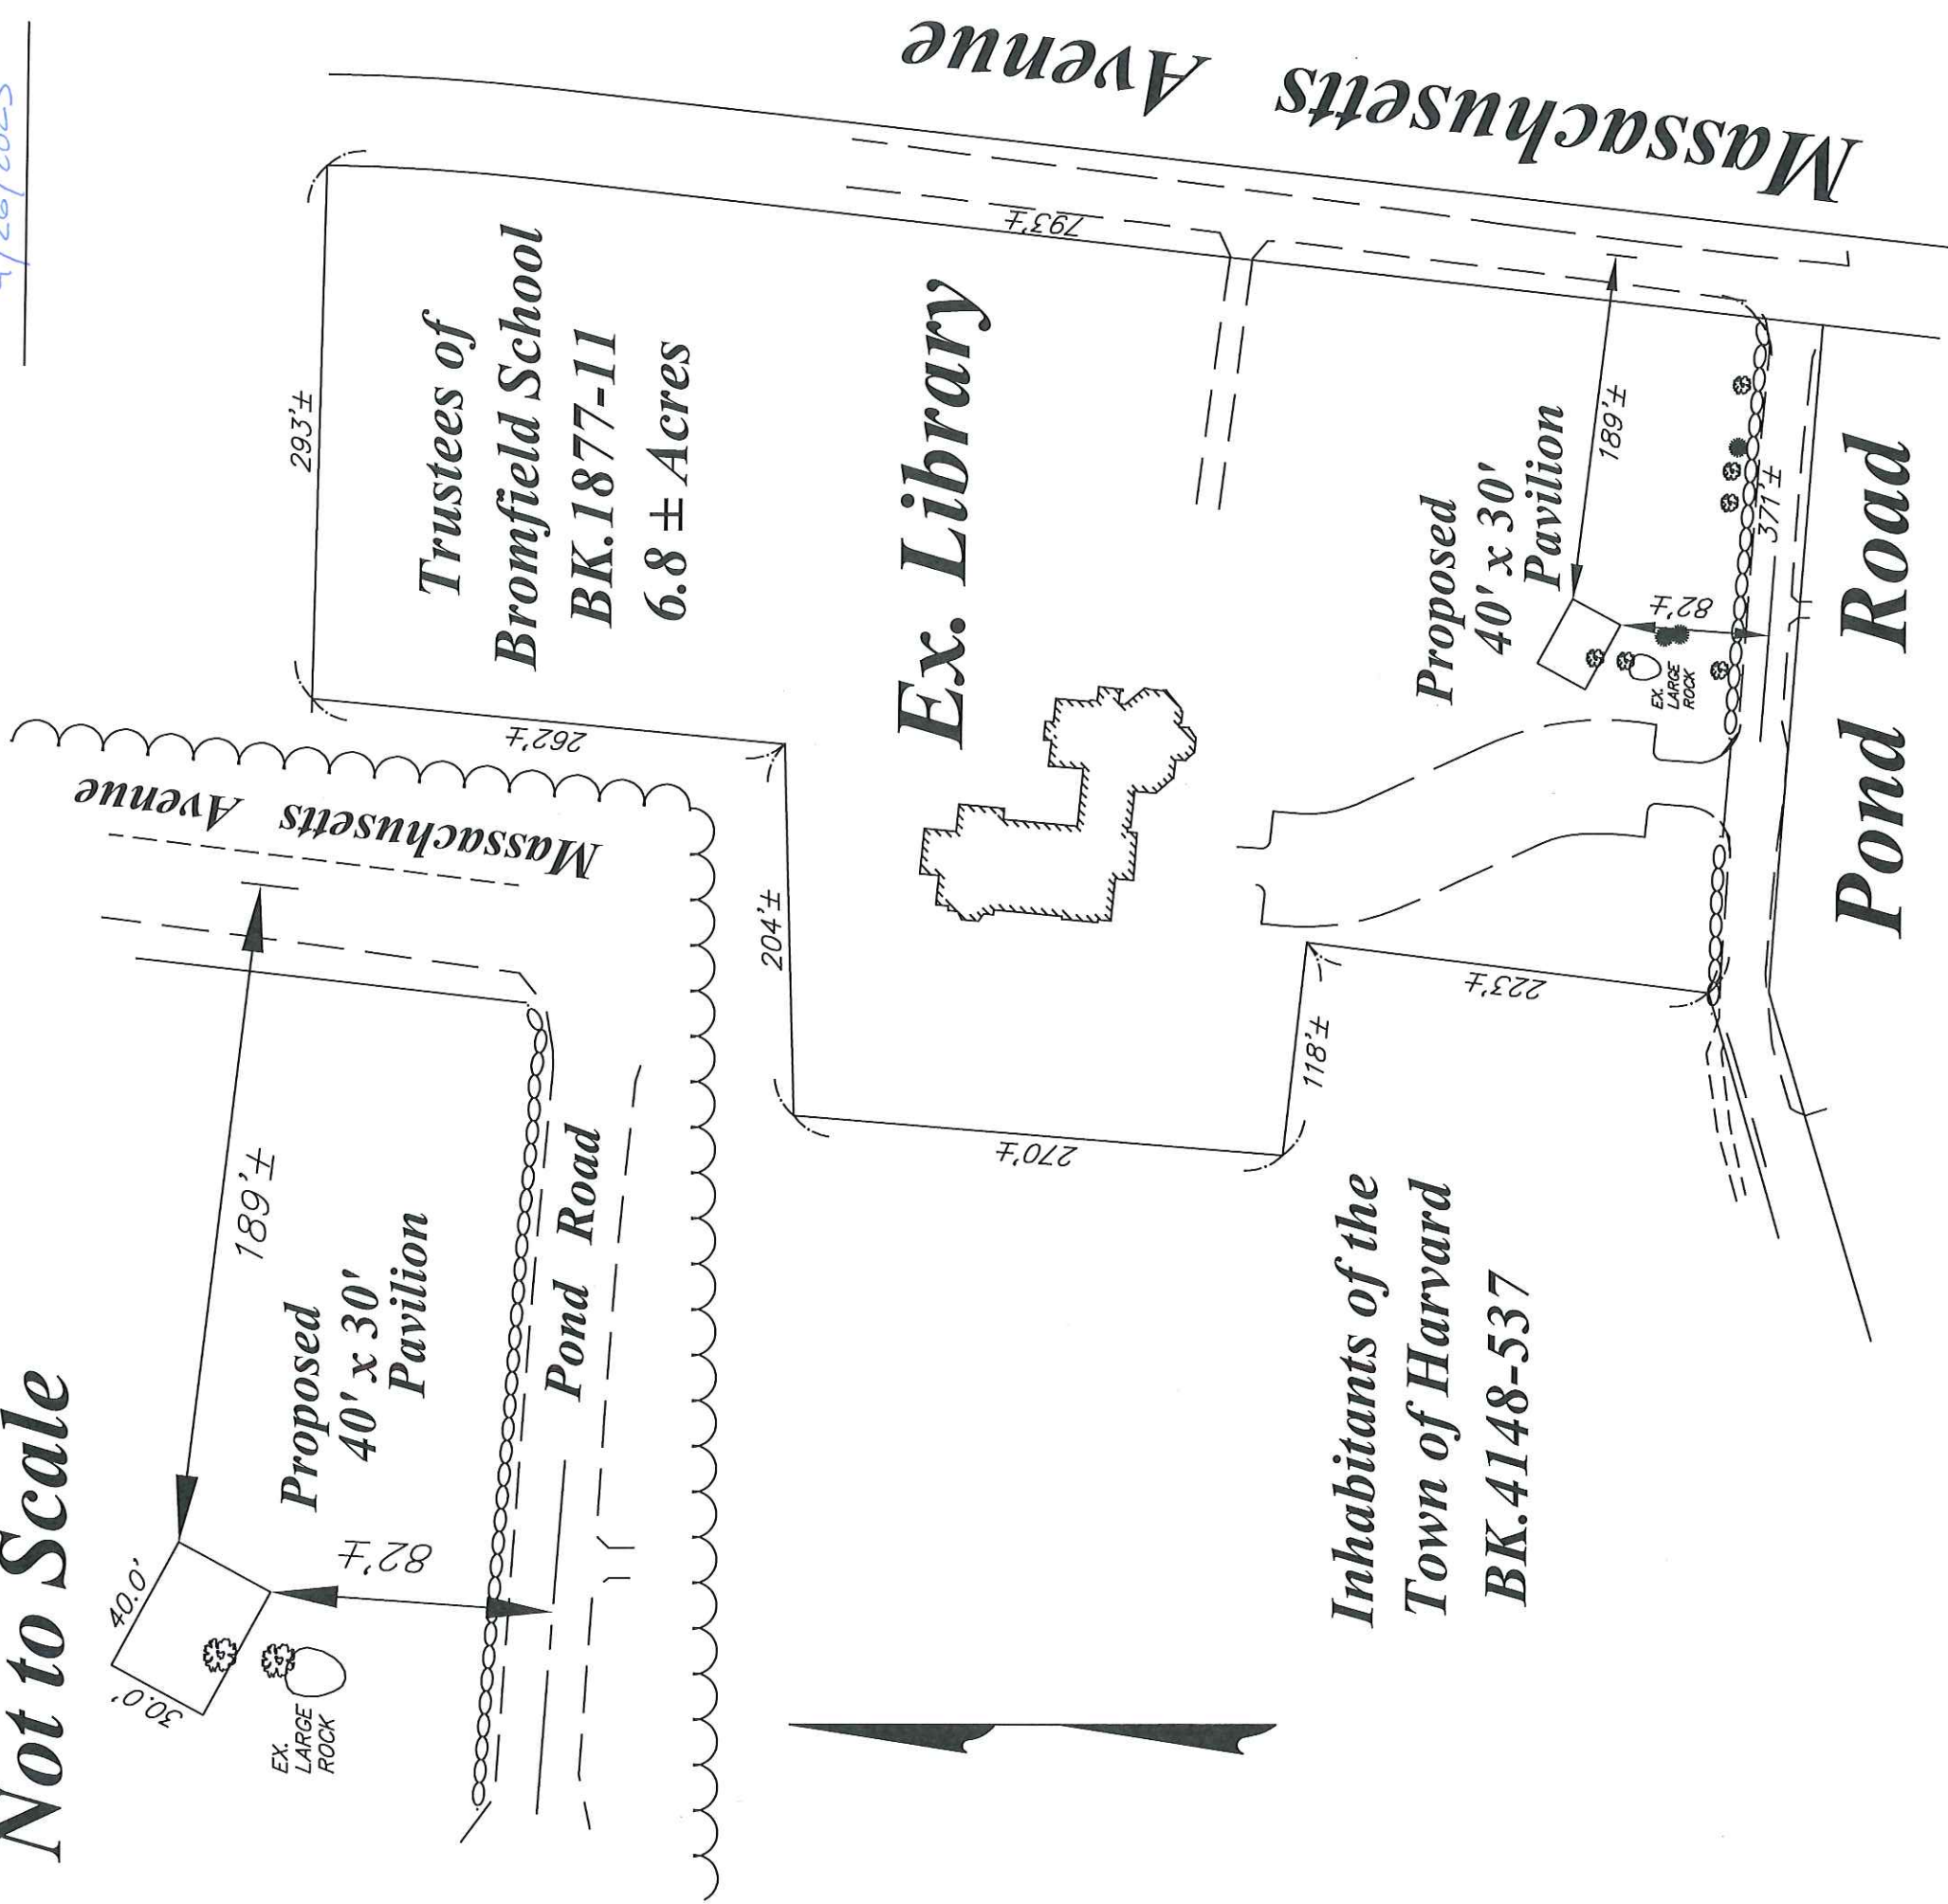 4/26/2023
Not to Scale
189'±
40.0'
30.0'
Proposed
40' x 30'
Pavilion
82'±
EX.
LARGE
ROCK
Pond Road
Massachusetts Avenue
Massachusetts Avenue
293'±
Trustees of
Bromfield School
BK.1877-11
6.8 ± Acres
262'±
793'±
Ex. Library
204'±
270'±
118'±
223'±
Proposed
40' x 30'
Pavilion
189'±
82'±
EX.
LARGE
ROCK
371'±
Pond Road
Inhabitants of the
Town of Harvard
BK.4148-537